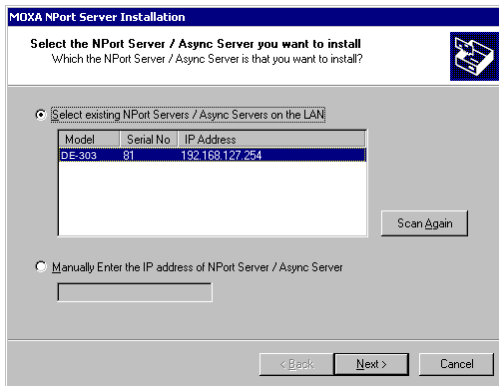 MOXA NPort Server Installation
Select the NPort Server / Async Server you want to install
Which the NPort Server / Async Server is that you want to install?
Select existing NPort Servers / Async Servers on the LAN
Model Serial No IP Address
DE-303 81 192.168.127.254
Scan Again
Manually Enter the IP address of NPort Server / Async Server
< Back Next > Cancel